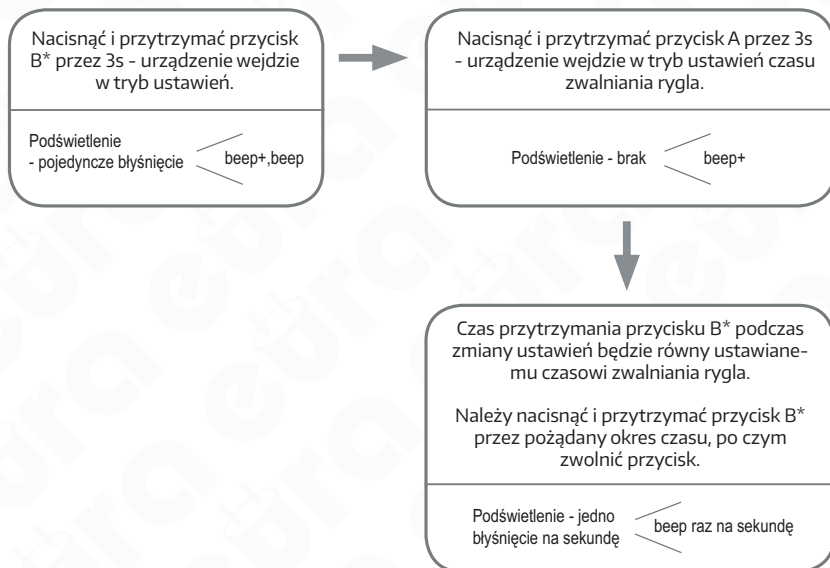 Nacisnąć i przytrzymać przycisk
B* przez 3s - urządzenie wejdzie
w tryb ustawień.
Podświetlenie
- pojedyncze błyśnięcie
beep+,beep
Nacisnąć i przytrzymać przycisk A przez 3s
- urządzenie wejdzie w tryb ustawień czasu
zwalniania rygla.
Podświetlenie - brak
beep+
Czas przytrzymania przycisku B* podczas
zmiany ustawień będzie równy ustawiane-
mu czasowi zwalniania rygla.
Należy nacisnąć i przytrzymać przycisk B*
przez pożądany okres czasu, po czym
zwolnić przycisk.
Podświetlenie - jedno
błyśnięcie na sekundę
beep raz na sekundę